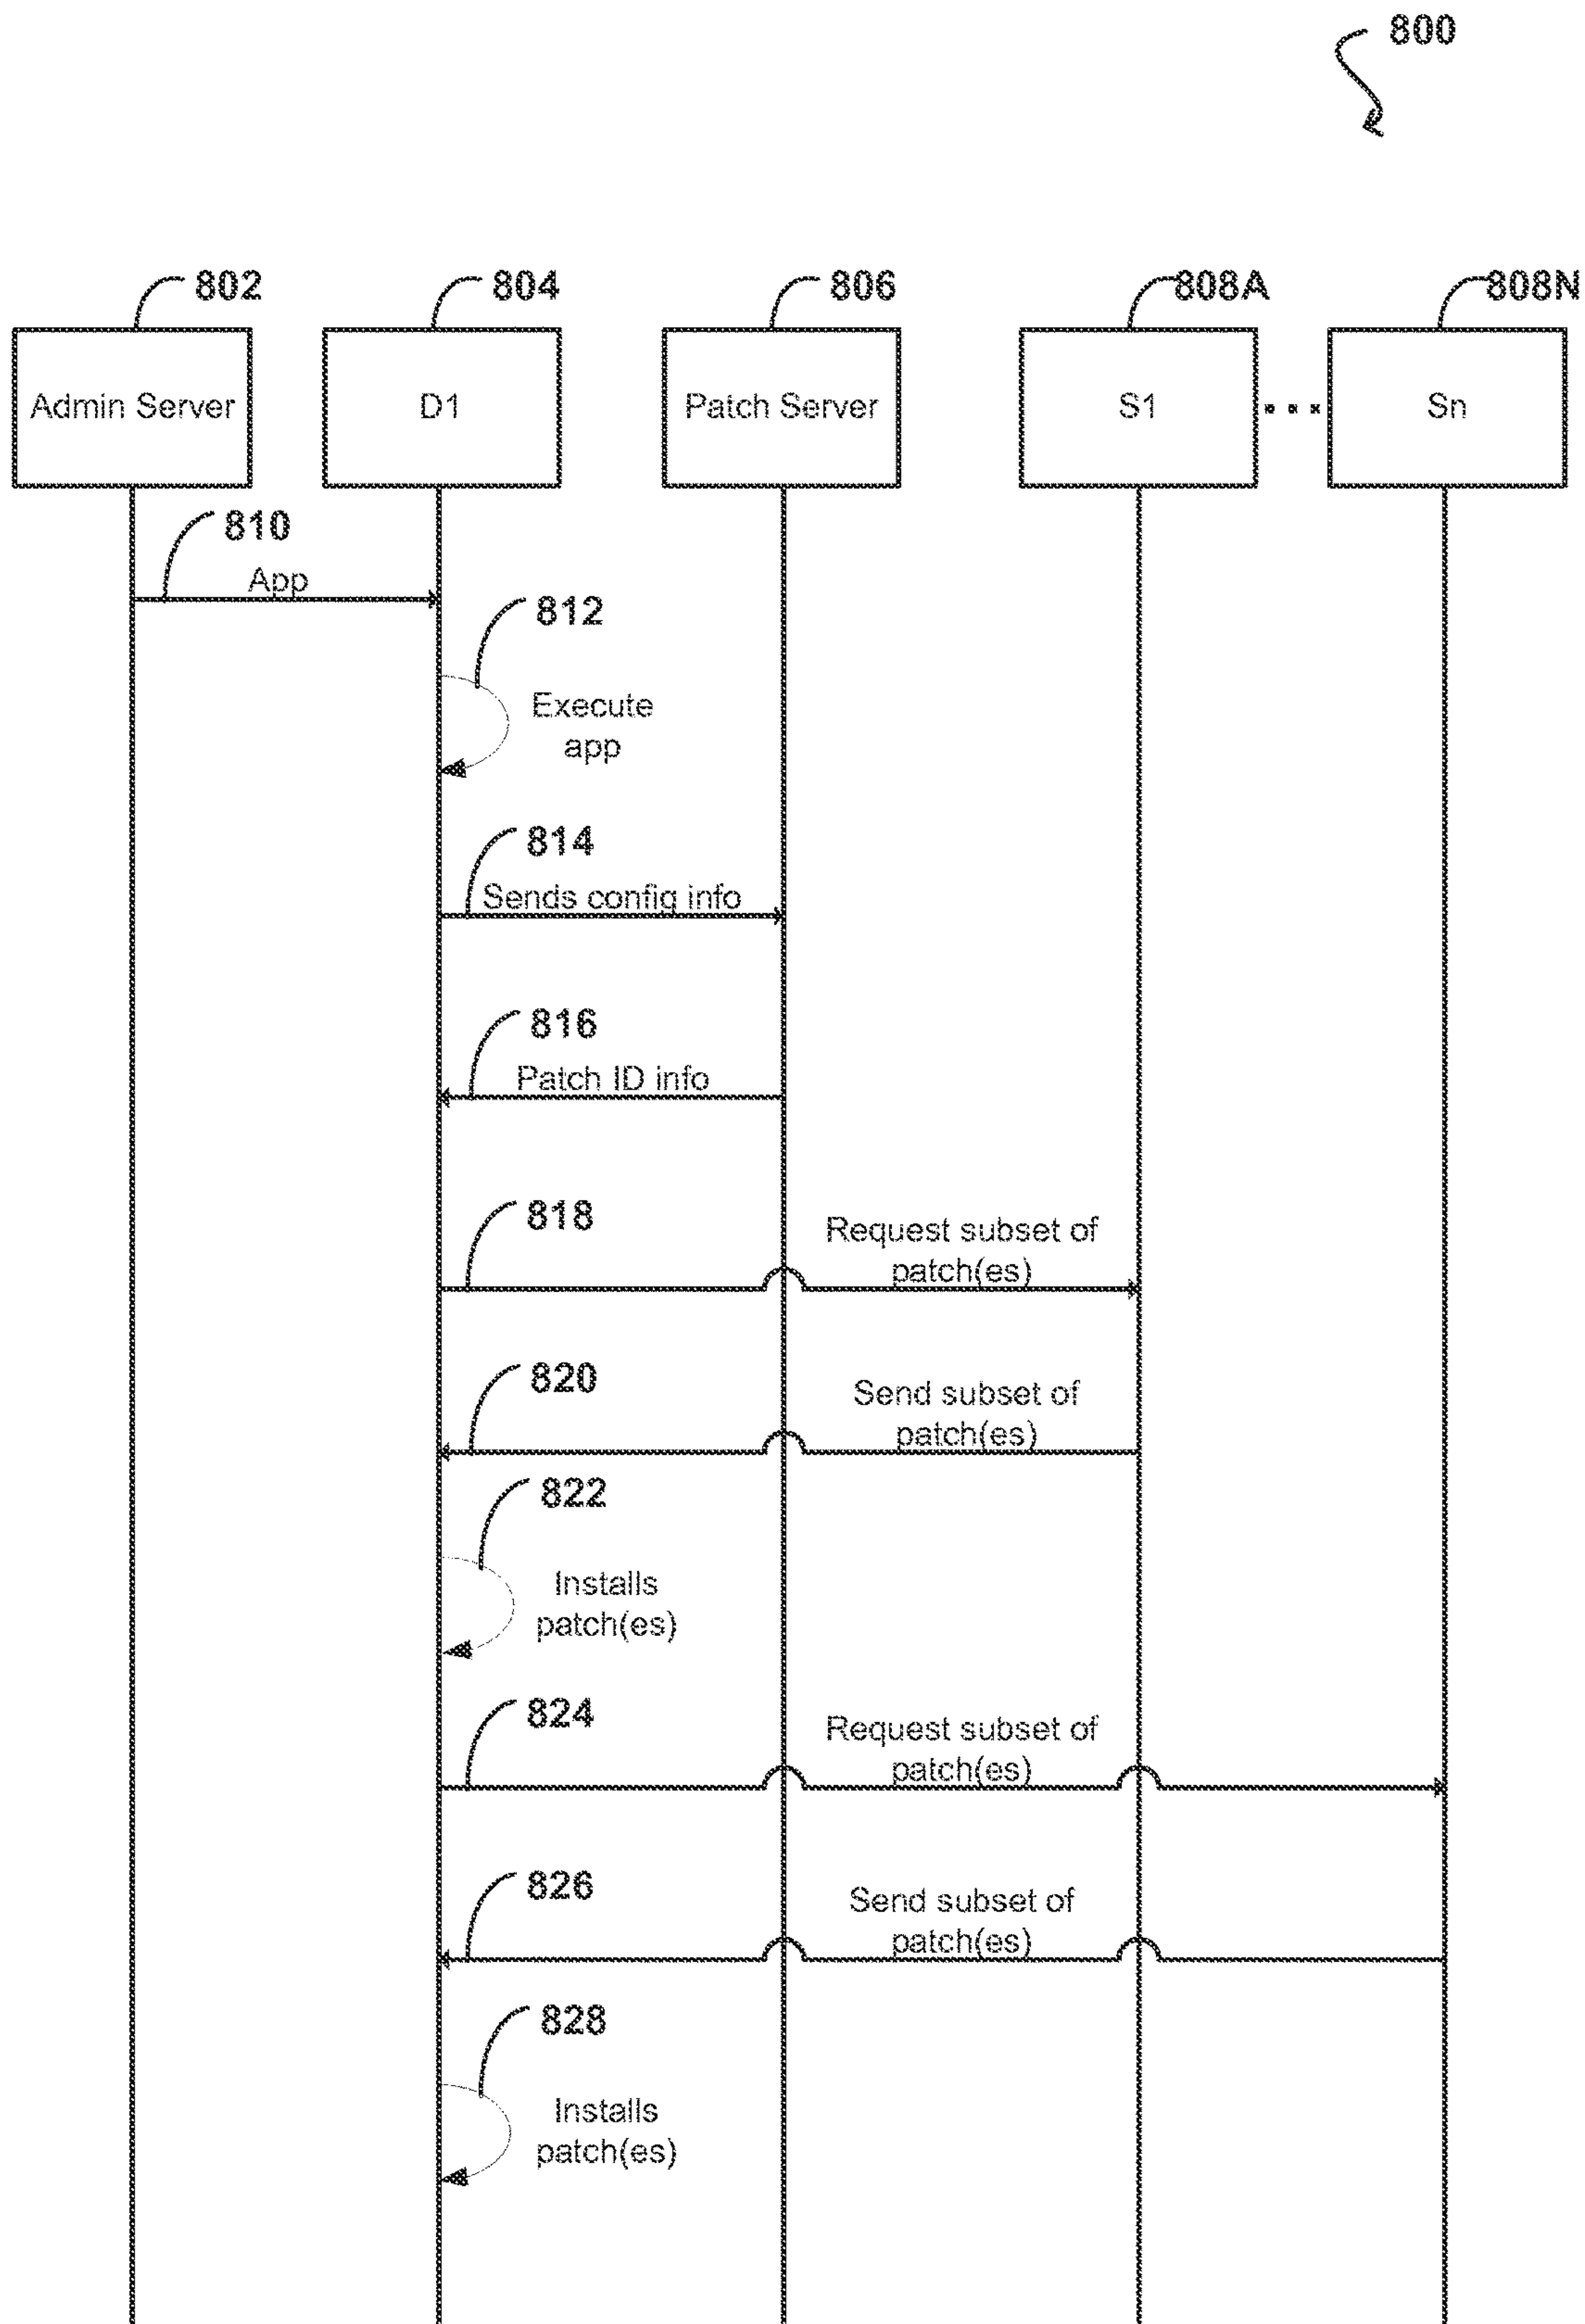 800
802
804
806
808A
808N
Admin Server
D1
Patch Server
S1
...
Sn
810
App
812
Execute
app
814
Sends config info
816
Patch ID info
818
Request subset of
patch(es)
820
Send subset of
patch(es)
822
Installs
patch(es)
824
Request subset of
patch(es)
826
Send subset of
patch(es)
828
Installs
patch(es)